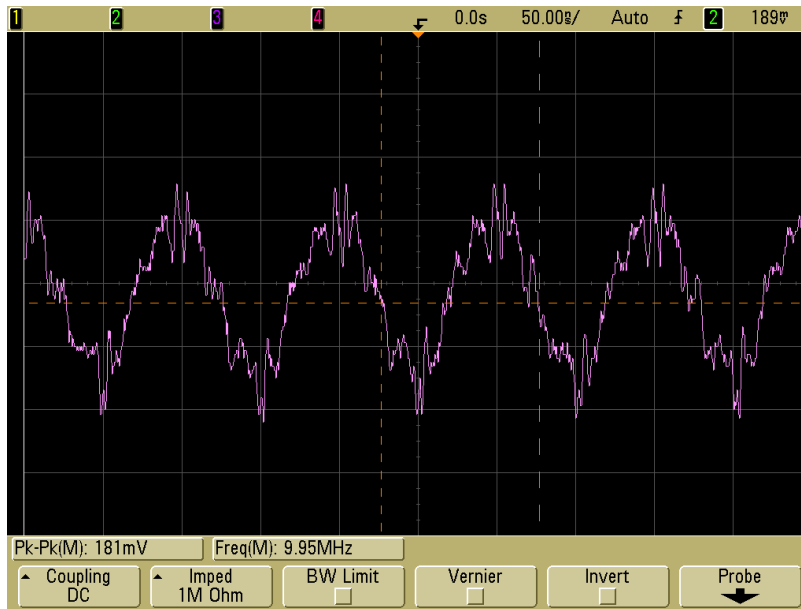 1 2 3 4 0.0s 50.00ns/ Auto 2 189mV
Pk-Pk(M): 181mV Freq(M): 9.95MHz
Coupling Imped BW Limit Vernier Invert Probe
DC 1M Ohm